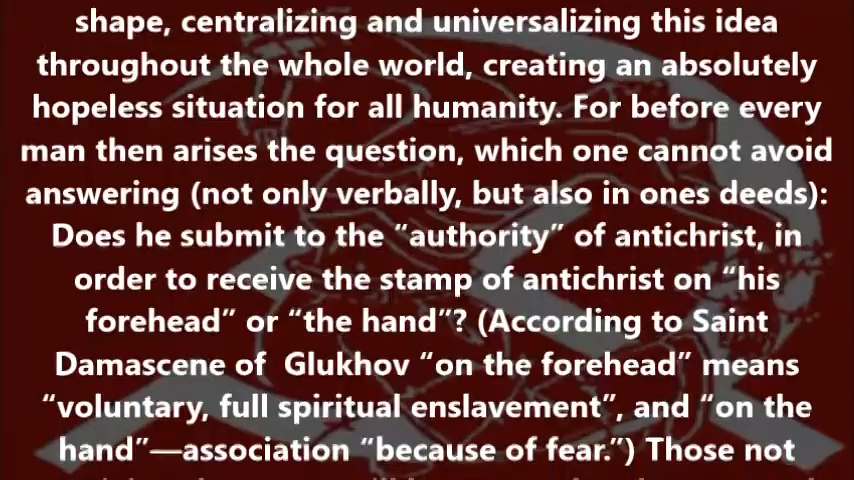 shape, centralizing and universalizing this idea
throughout the whole world, creating an absolutely
hopeless situation for all humanity. For before every
man then arises the question, which one cannot avoid
answering (not only verbally, but also in ones deeds):
Does he submit to the “authority” of antichrist, in
order to receive the stamp of antichrist on “his
forehead” or “the hand”? (According to Saint
Damascene of  Glukhov “on the forehead” means
“voluntary, full spiritual enslavement”, and “on the
hand”—association “because of fear.”) Those not